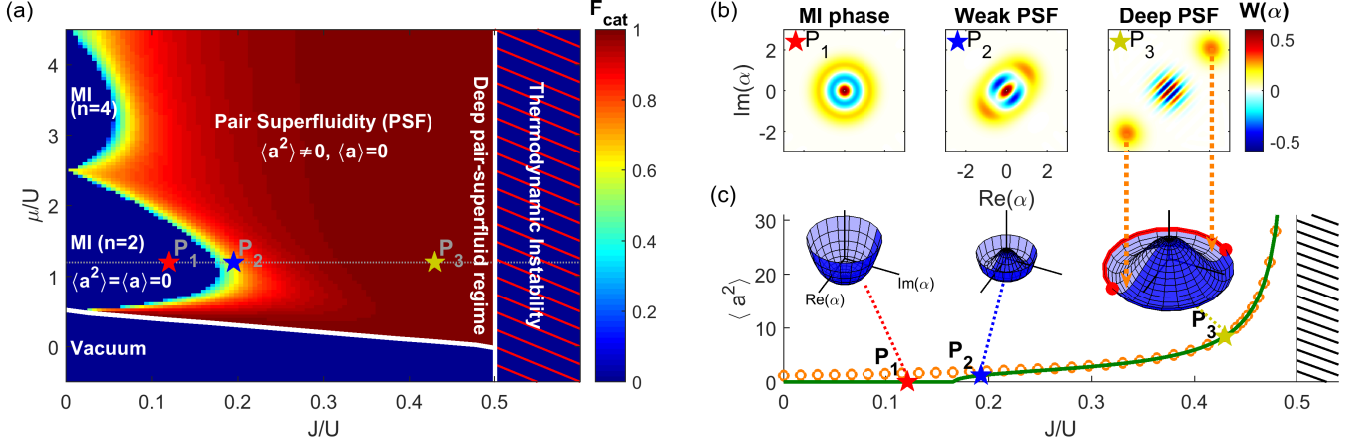 (a)
F_cat
MI
(n=4)
Pair Superfluidity (PSF)
⟨a²⟩≠0, ⟨a⟩=0
Deep pair-superfluid regime
Thermodynamic Instability
MI (n=2)
⟨a²⟩=⟨a⟩=0
P₁
P₂
P₃
Vacuum
μ/U
4
3
2
1
0
0
0.1
0.2
0.3
0.4
0.5
0.6
J/U
1
0.8
0.6
0.4
0.2
0
(b)
MI phase
Weak PSF
Deep PSF
W(α)
P₁
P₂
P₃
Im(α)
2
0
-2
-2
0
2
Re(α)
0.5
0
-0.5
(c)
⟨a²⟩
30
20
10
0
Re(α)
Im(α)
P₁
P₂
P₃
0
0.1
0.2
0.3
0.4
0.5
J/U